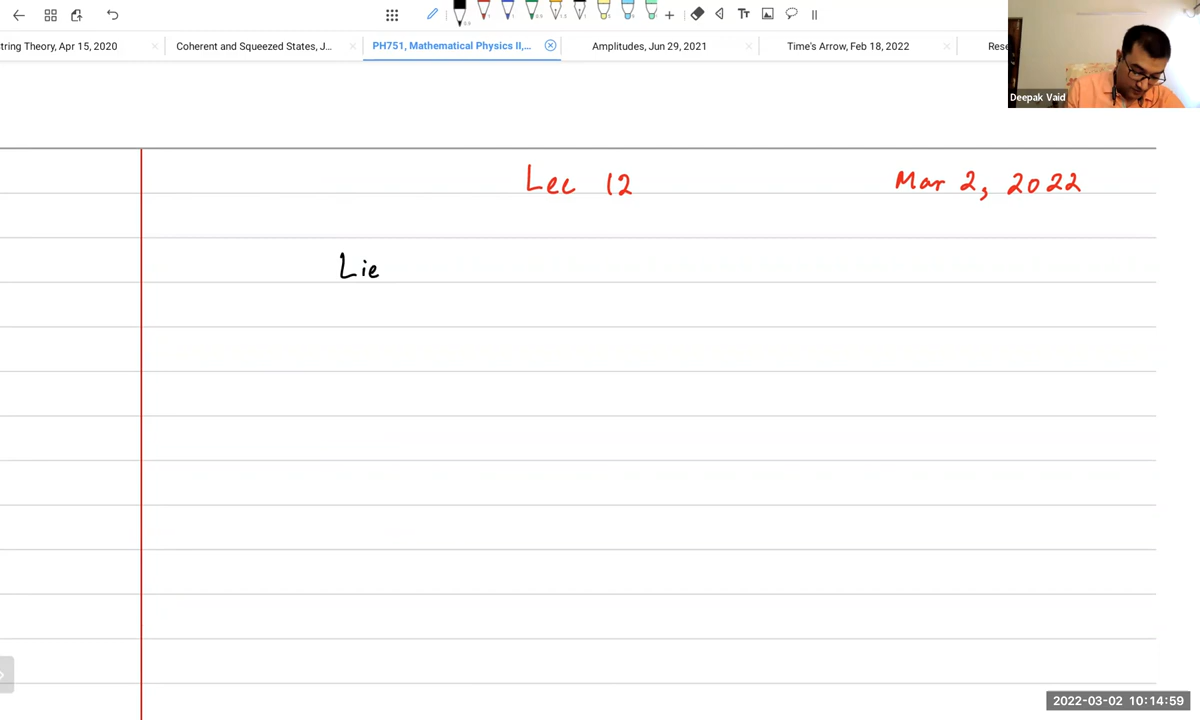 tring Theory, Apr 15, 2020 Coherent and Squeezed States, J... PH751, Mathematical Physics II,... Amplitudes, Jun 29, 2021 Time's Arrow, Feb 18, 2022 Rese
Deepak Vaid
Lec 12 Mar 2, 2022
Lie
2022-03-02 10:14:59